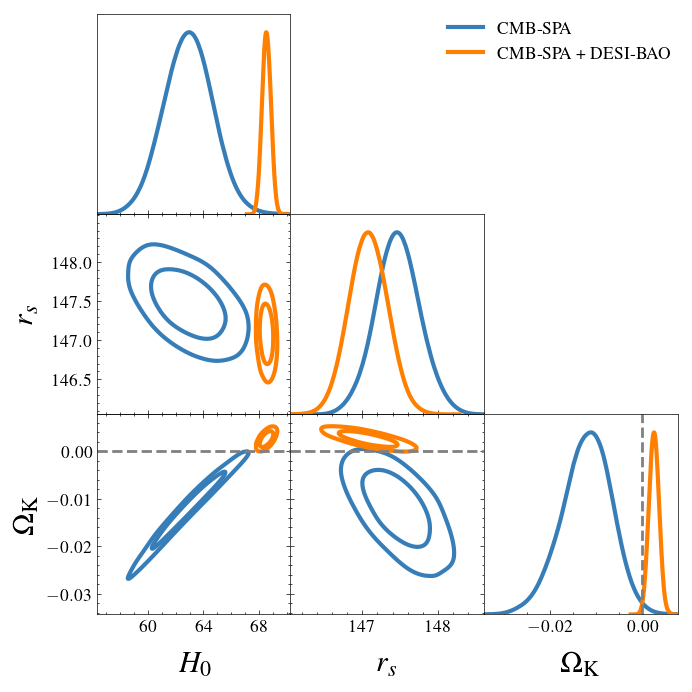 CMB-SPA
CMB-SPA + DESI-BAO
148.0
147.5
147.0
146.5
r_s
0.00
−0.01
−0.02
−0.03
Ω_K
60 64 68
147 148
−0.02 0.00
H_0
r_s
Ω_K